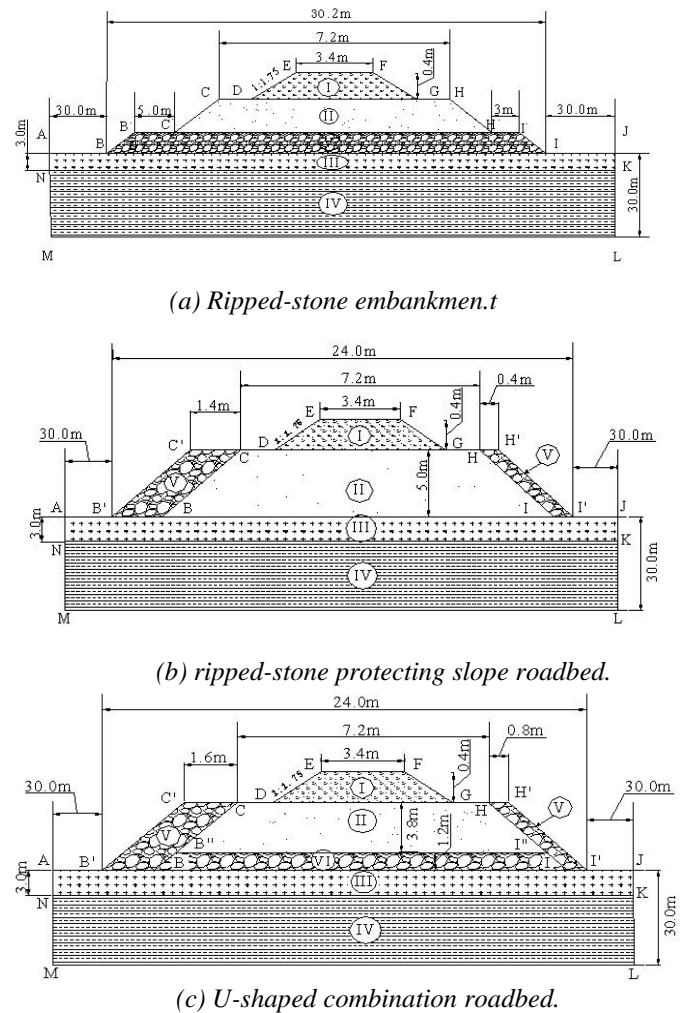 30.2m
7.2m
3.4m
E F
1:1.75
0.4m
C D I G H
30.0m 5.0m II 3m 30.0m
A B' C' H' I' J
3.0m B I
III K
N
IV 30.0m
M L
(a) Ripped-stone embankmen.t
24.0m
7.2m
0.4m
1.4m 3.4m
E F 0.4m
30.0m 1:1.75 30.0m
C' D I G H'
C H V
V II 5.0m
A B' B I I' J
3.0m III
N K
IV 30.0m
M L
(b) ripped-stone protecting slope roadbed.
24.0m
7.2m
0.8m
1.6m 3.4m
E F 0.4m
30.0m 1:1.75 30.0m
C' D I G H'
C II H V
V B" 3.8m I"
1.2m
A B' B VI I I' J
3.0m III
N K
IV 30.0m
M L
(c) U-shaped combination roadbed.